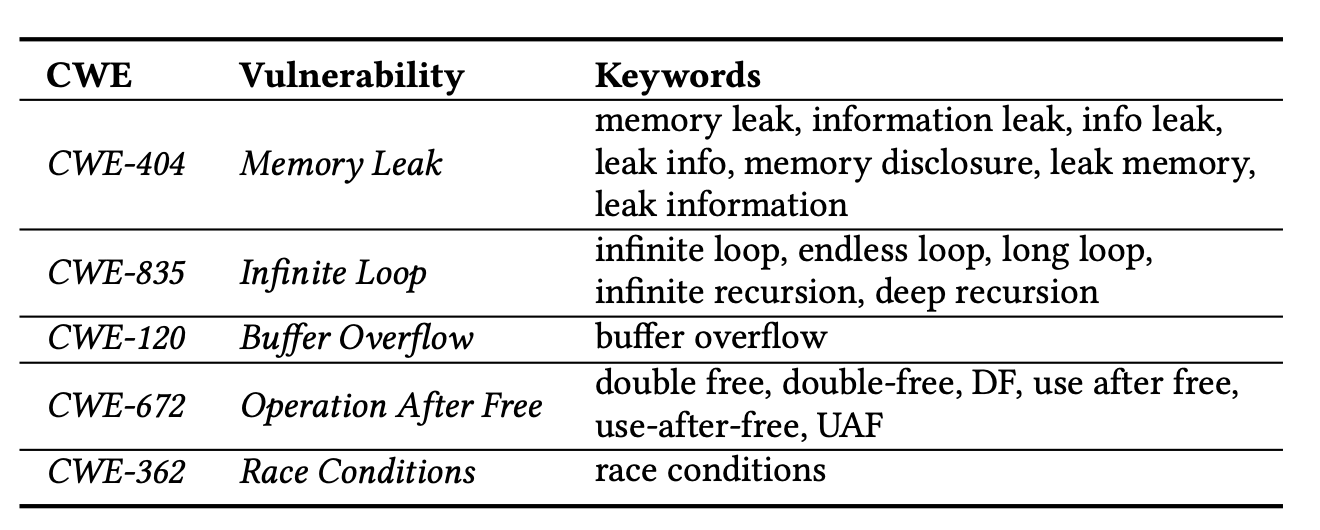 CWE Vulnerability Keywords
memory leak, information leak, info leak,
CWE-404 Memory Leak leak info, memory disclosure, leak memory,
leak information
infinite loop, endless loop, long loop,
CWE-835 Infinite Loop
infinite recursion, deep recursion
CWE-120 Buffer Overflow buffer overflow
double free, double-free, DF, use after free,
CWE-672 Operation After Free
use-after-free, UAF
CWE-362 Race Conditions race conditions